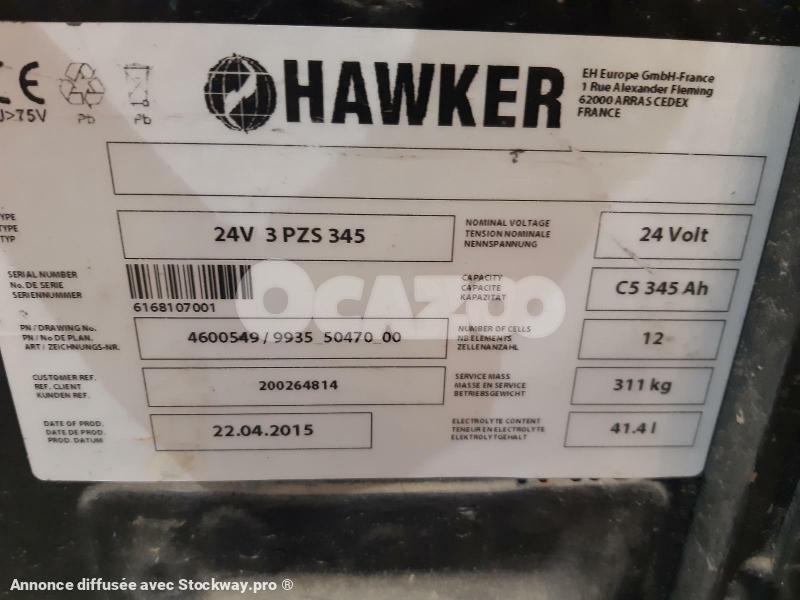 CE
U>75V
Pb
Pb
HAWKER
EH Europe GmbH-France
1 Rue Alexander Fleming
62000 ARRAS CEDEX
FRANCE
YPE
TYPE
TYP
24V 3 PZS 345
NOMINAL VOLTAGE
TENSION NOMINALE
NENNSPANNUNG
24 Volt
SERIAL NUMBER
No. DE SERIE
SERIENNUMMER
6168107001
CAPACITY
CAPACITE
KAPAZITAT
C5 345 Ah
PN / DRAWING No.
PN / No DE PLAN.
ART / ZEICHNUNGS-NR.
4600549 / 9935_50470_00
NUMBER OF CELLS
NB ELEMENTS
ZELLENANZAHL
12
CUSTOMER REF.
REF. CLIENT
KUNDEN REF.
200264814
SERVICE MASS
MASSE EN SERVICE
BETRIEBSGEWICHT
311 kg
DATE OF PROD.
DATE DE PROD.
PROD. DATUM
22.04.2015
ELECTROLYTE CONTENT
TENEUR EN ELECTROLYTE
ELEKTROLYTGEHALT
41.4 l
OCAZOO
Annonce diffusée avec Stockway.pro ®